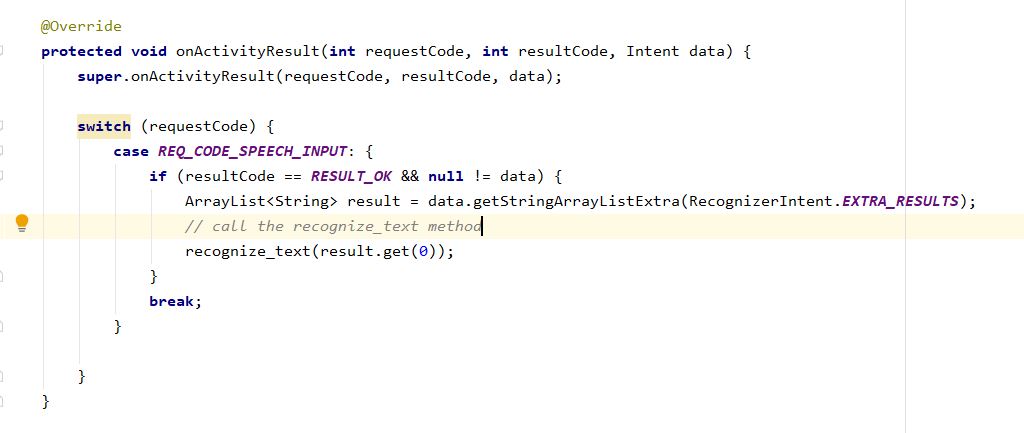 @Override
protected void onActivityResult(int requestCode, int resultCode, Intent data) {
super.onActivityResult(requestCode, resultCode, data);
switch (requestCode) {
case REQ_CODE_SPEECH_INPUT: {
if (resultCode == RESULT_OK && null != data) {
ArrayList<String> result = data.getStringArrayListExtra(RecognizerIntent.EXTRA_RESULTS);
// call the recognize_text method
recognize_text(result.get(0));
}
break;
}
}
}